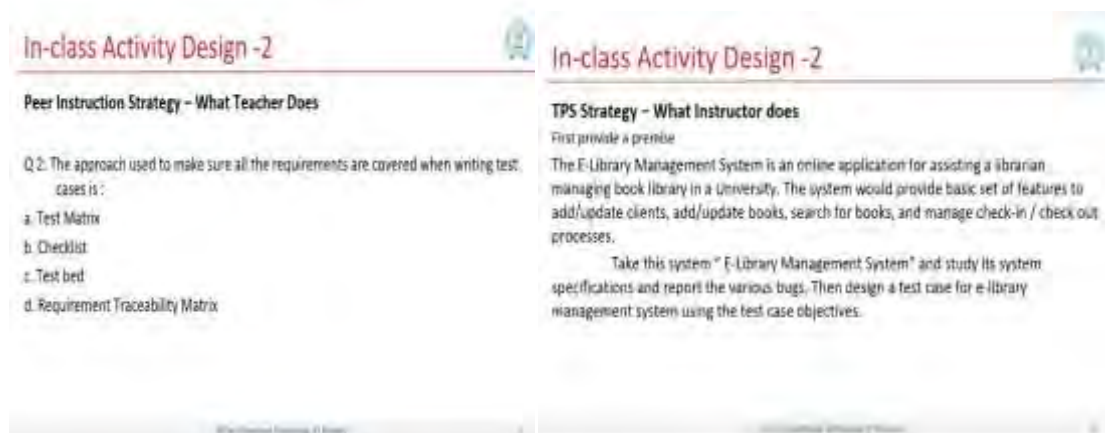 In-class Activity Design -2
Peer Instruction Strategy – What Teacher Does
Q 2: The approach used to make sure all the requirements are covered when writing test
cases is :
a. Test Matrix
b. Checklist
c. Test bed
d. Requirement Traceability Matrix
In-class Activity Design -2
TPS Strategy – What Instructor does
First provide a premise
The E-Library Management System is an online application for assisting a librarian
managing book library in a University. The system would provide basic set of features to
add/update clients, add/update books, search for books, and manage check-in / check out
processes.
Take this system " E-Library Management System" and study its system
specifications and report the various bugs. Then design a test case for e-library
management system using the test case objectives.